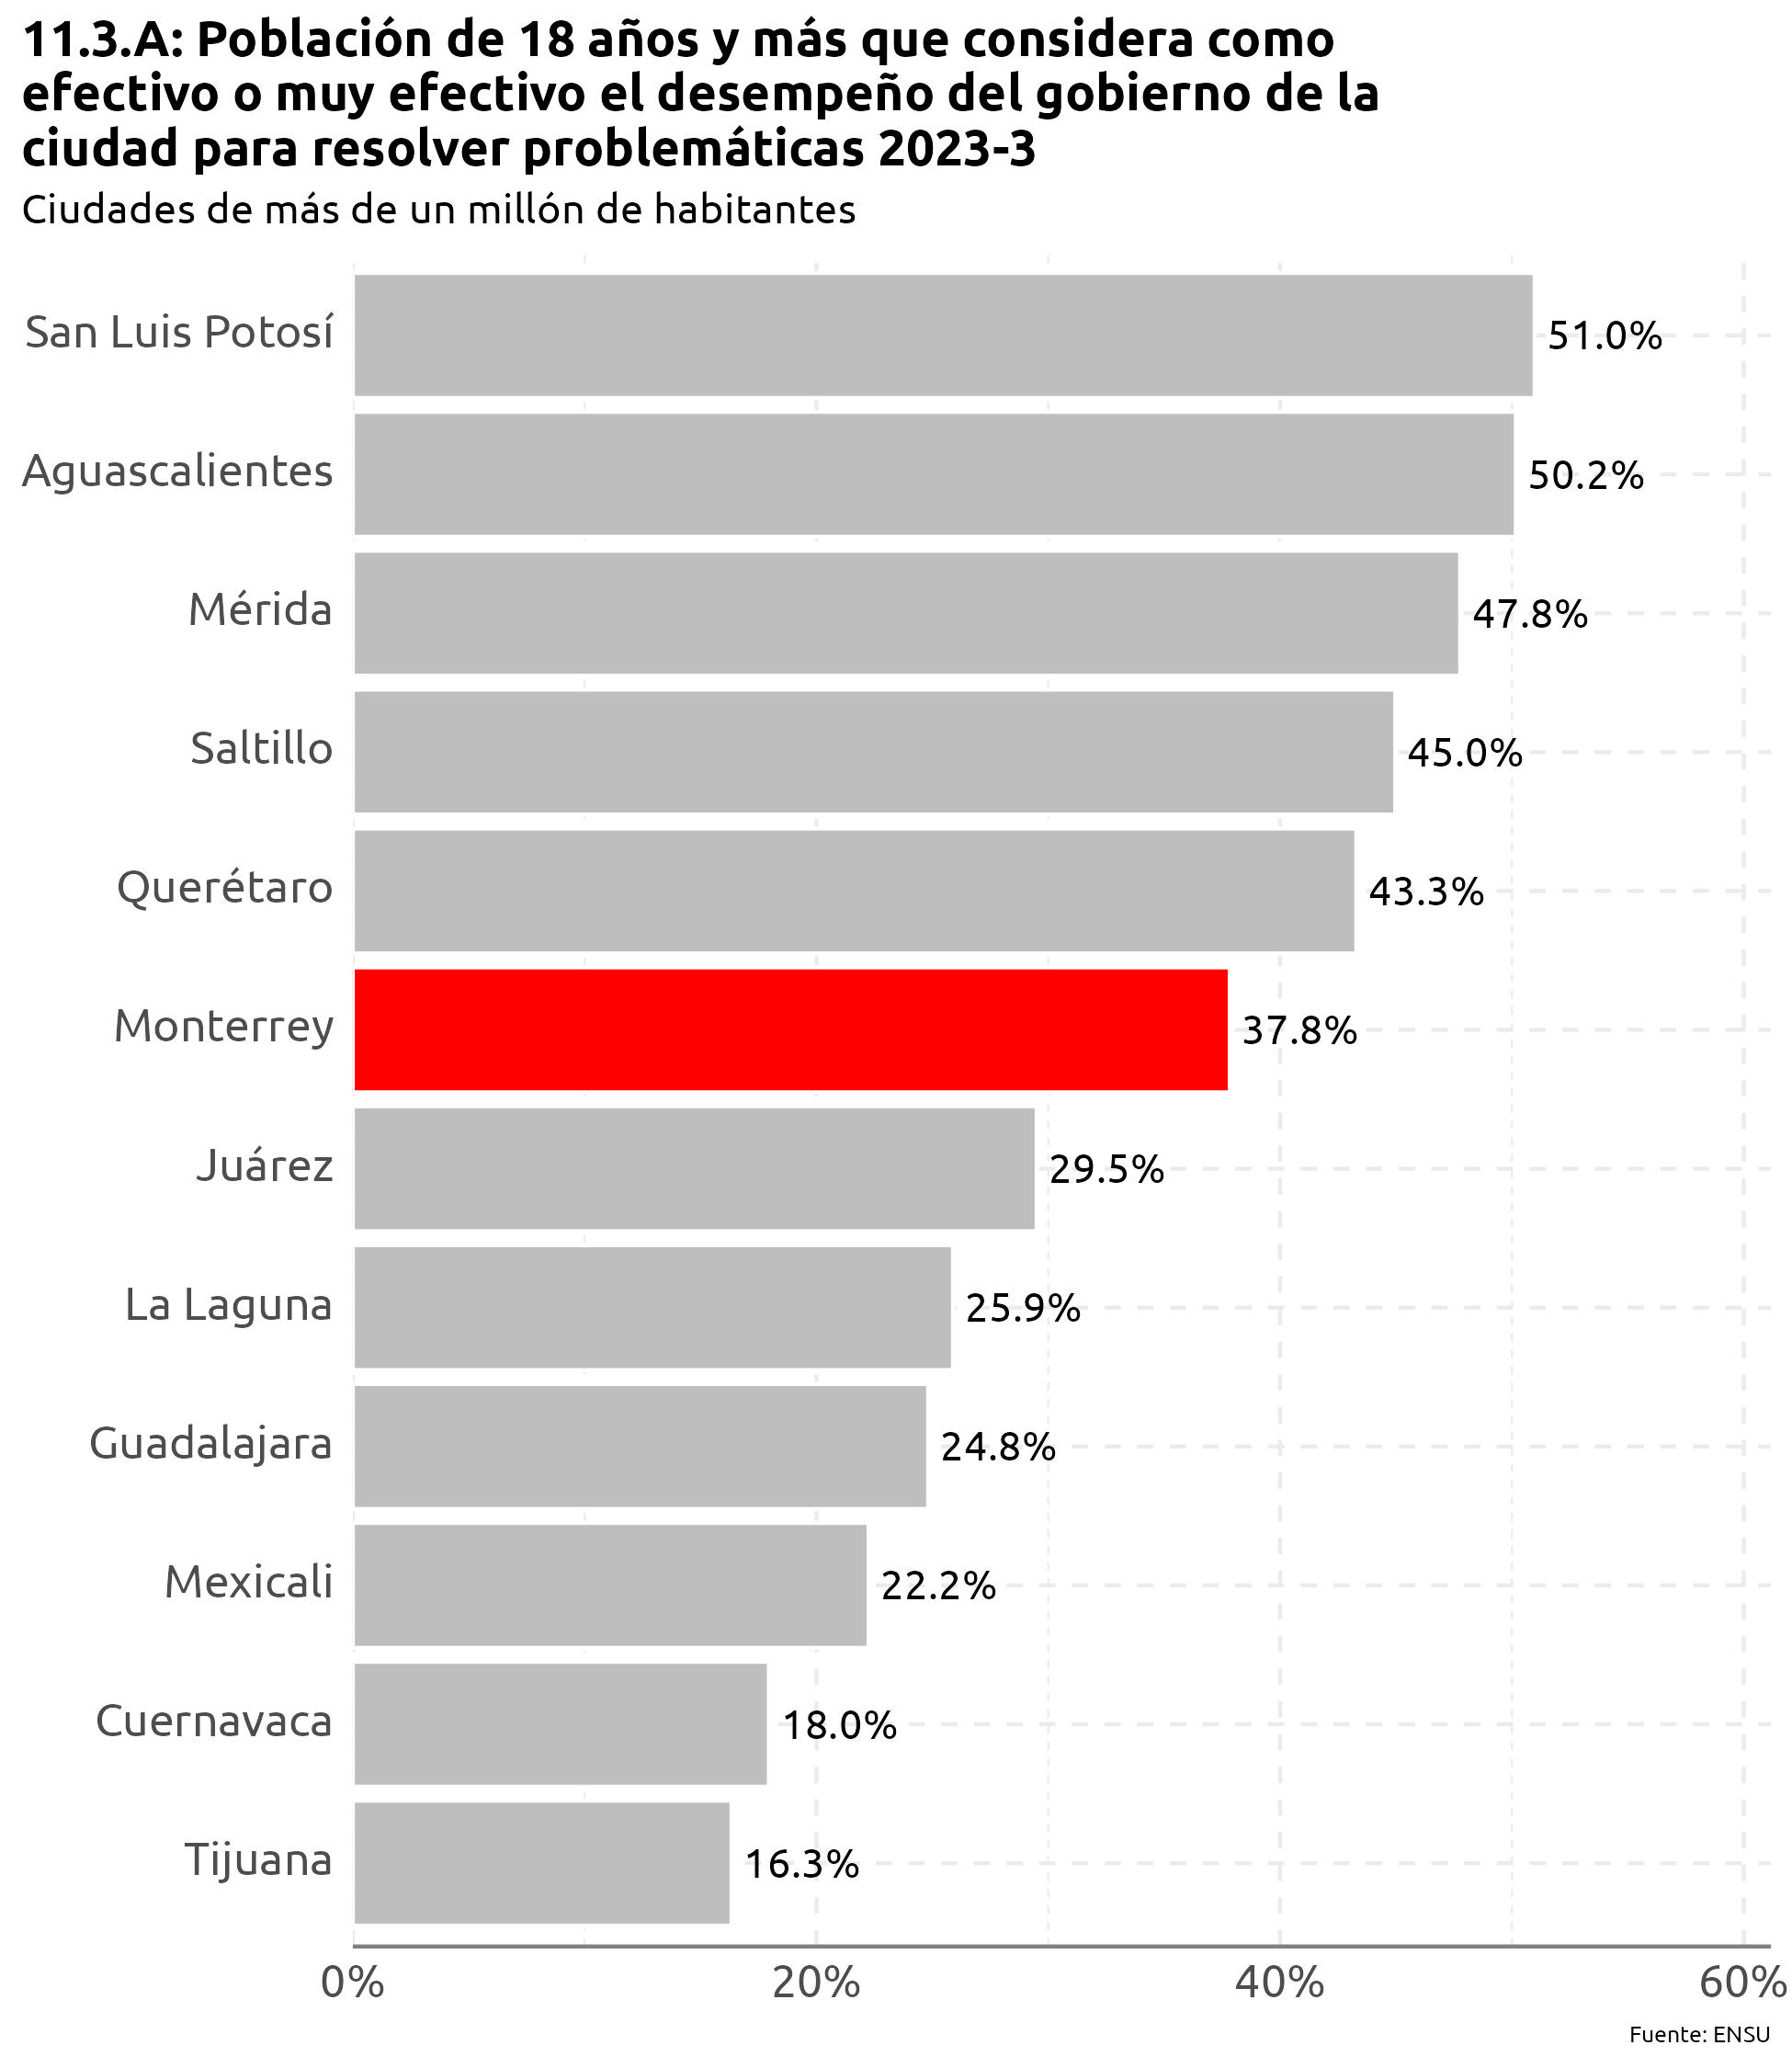 11.3.A: Población de 18 años y más que considera como
efectivo o muy efectivo el desempeño del gobierno de la
ciudad para resolver problemáticas 2023-3
Ciudades de más de un millón de habitantes
San Luis Potosí 51.0%
Aguascalientes 50.2%
Mérida 47.8%
Saltillo 45.0%
Querétaro 43.3%
Monterrey 37.8%
Juárez 29.5%
La Laguna 25.9%
Guadalajara 24.8%
Mexicali 22.2%
Cuernavaca 18.0%
Tijuana 16.3%
0% 20% 40% 60%
Fuente: ENSU